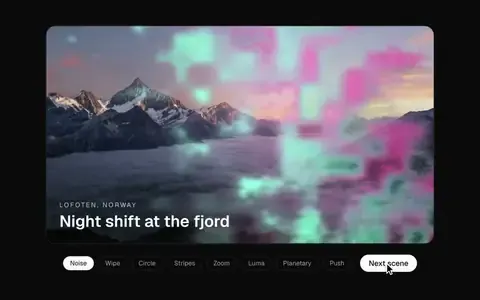 LOFOTEN, NORWAY
Night shift at the fjord
Noise Wipe Circle Stripes Zoom Luma Planetary Push Next scene